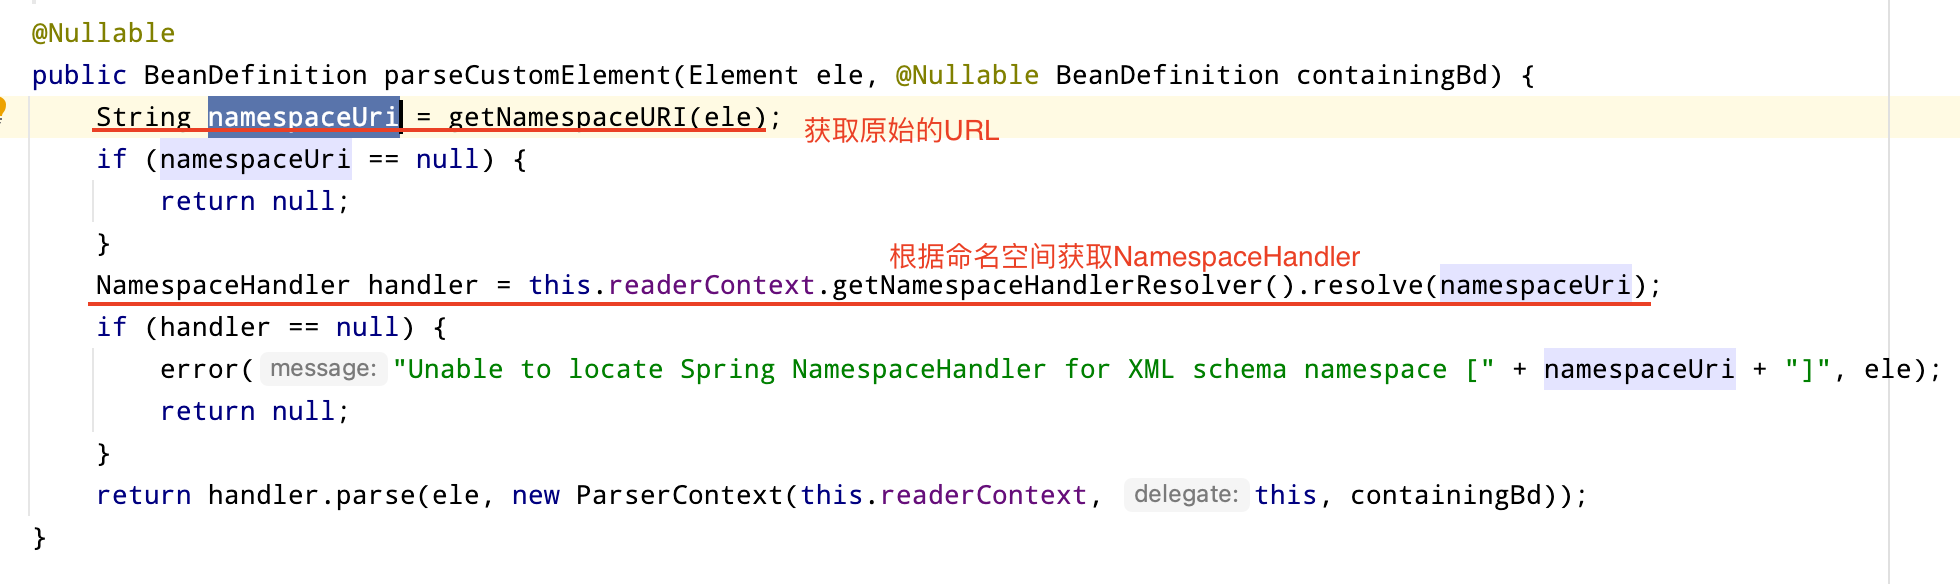 @Nullable
public BeanDefinition parseCustomElement(Element ele, @Nullable BeanDefinition containingBd) {
String namespaceUri = getNamespaceURI(ele); 获取原始的URL
if (namespaceUri == null) {
return null;
}
根据命名空间获取NamespaceHandler
NamespaceHandler handler = this.readerContext.getNamespaceHandlerResolver().resolve(namespaceUri);
if (handler == null) {
error( message: "Unable to locate Spring NamespaceHandler for XML schema namespace [" + namespaceUri + "]", ele);
return null;
}
return handler.parse(ele, new ParserContext(this.readerContext, delegate: this, containingBd));
}